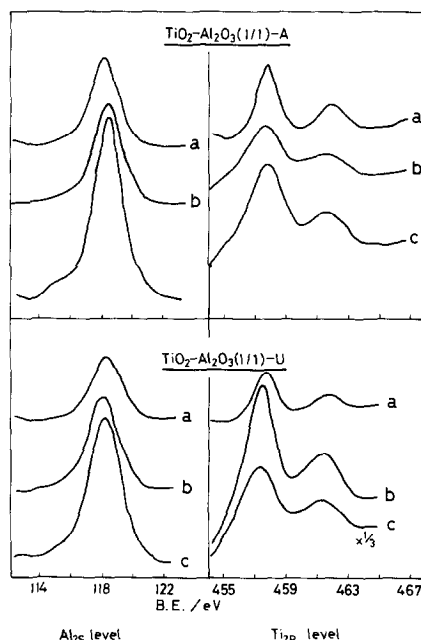 TiO2-Al2O3(1/1)-A
a
a
b
b
c
c
TiO2-Al2O3(1/1)-U
a
a
b
b
c
c
x1/3
114 118 122 455 459 463 467
B.E./eV
Al2S level Ti2P level